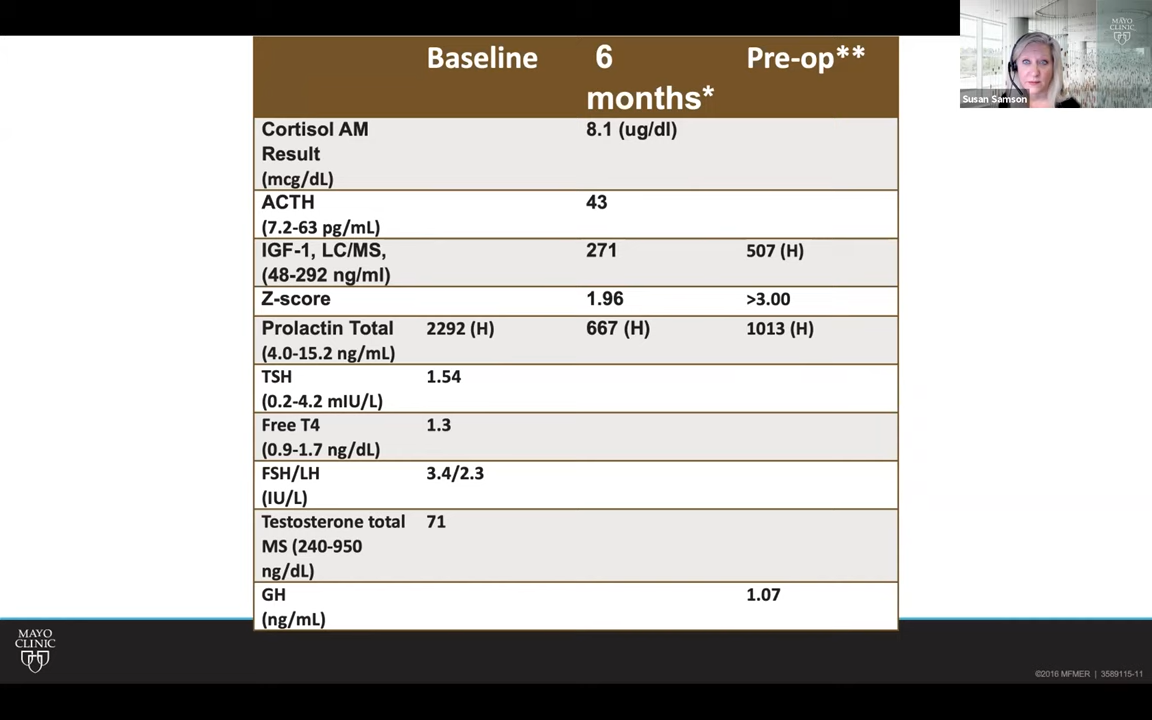 MAYO
CLINIC
Susan Samson
Baseline 6 months* Pre-op**
Cortisol AM 8.1 (ug/dl)
Result
(mcg/dL)
ACTH 43
(7.2-63 pg/mL)
IGF-1, LC/MS, 271 507 (H)
(48-292 ng/ml)
Z-score 1.96 >3.00
Prolactin Total 2292 (H) 667 (H) 1013 (H)
(4.0-15.2 ng/mL)
TSH 1.54
(0.2-4.2 mIU/L)
Free T4 1.3
(0.9-1.7 ng/dL)
FSH/LH 3.4/2.3
(IU/L)
Testosterone total 71
MS (240-950
ng/dL)
GH 1.07
(ng/mL)
MAYO
CLINIC
©2016 MFMER | 3589115-11